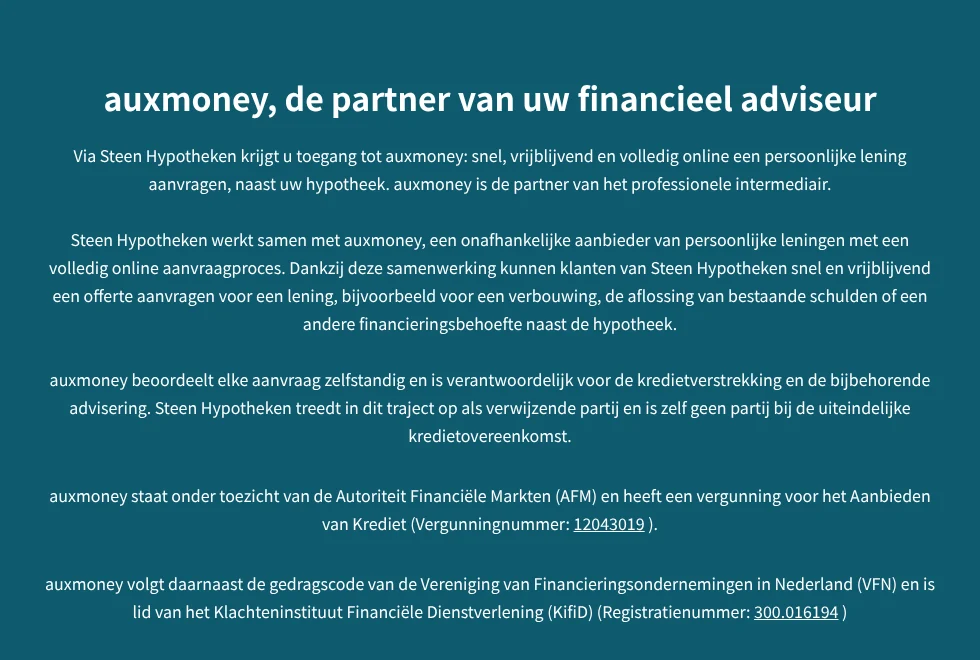 auxmoney, de partner van uw financieel adviseur
Via Steen Hypotheken krijgt u toegang tot auxmoney: snel, vrijblijvend en volledig online een persoonlijke lening
aanvragen, naast uw hypotheek. auxmoney is de partner van het professionele intermediair.
Steen Hypotheken werkt samen met auxmoney, een onafhankelijke aanbieder van persoonlijke leningen met een
volledig online aanvraagproces. Dankzij deze samenwerking kunnen klanten van Steen Hypotheken snel en vrijblijvend
een offerte aanvragen voor een lening, bijvoorbeeld voor een verbouwing, de aflossing van bestaande schulden of een
andere financieringsbehoefte naast de hypotheek.
auxmoney beoordeelt elke aanvraag zelfstandig en is verantwoordelijk voor de kredietverstrekking en de bijbehorende
advisering. Steen Hypotheken treedt in dit traject op als verwijzende partij en is zelf geen partij bij de uiteindelijke
kredietovereenkomst.
auxmoney staat onder toezicht van de Autoriteit Financiële Markten (AFM) en heeft een vergunning voor het Aanbieden
van Krediet (Vergunningnummer: 12043019 ).
auxmoney volgt daarnaast de gedragscode van de Vereniging van Financieringsondernemingen in Nederland (VFN) en is
lid van het Klachteninstituut Financiële Dienstverlening (KifiD) (Registratienummer: 300.016194 )